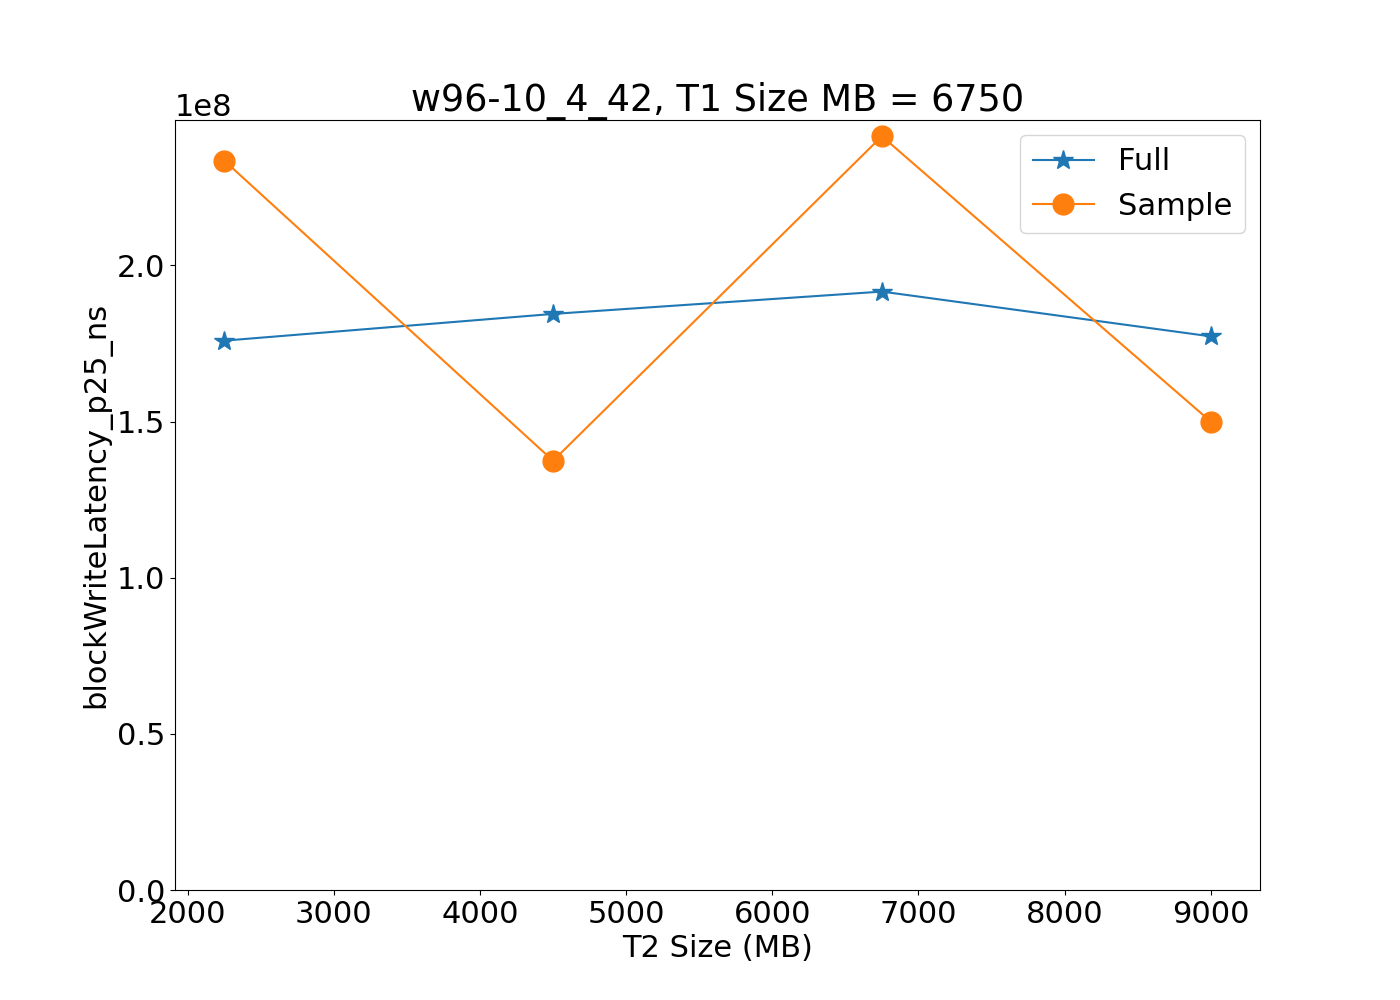 w96-10_4_42, T1 Size MB = 6750
1e8
Full
Sample
2.0
1.5
1.0
0.5
0.0
blockWriteLatency_p25_ns
2000 3000 4000 5000 6000 7000 8000 9000
T2 Size (MB)